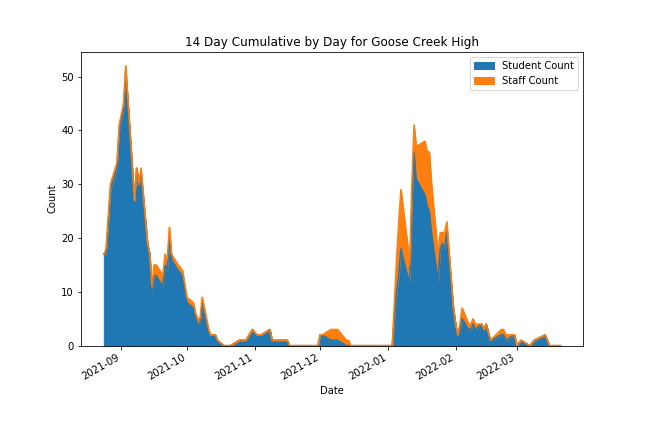 14 Day Cumulative by Day for Goose Creek High
Student Count
Staff Count
50
40
30
20
10
0
Count
2021-09
2021-10
2021-11
2021-12
2022-01
2022-02
2022-03
Date